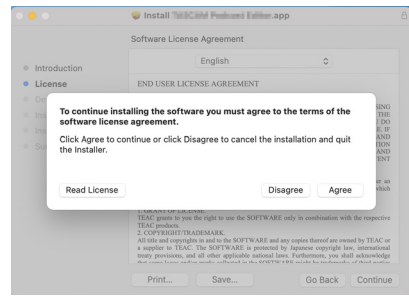 Install TASCAM Podcast Editor.app
Software License Agreement
English
Introduction
License
END USER LICENSE AGREEMENT
To continue installing the software you must agree to the terms of the
software license agreement.
Click Agree to continue or click Disagree to cancel the installation and quit
the Installer.
Read License
Disagree
Agree
1. GRANT OF LICENSE.
TEAC grants to you the right to use the SOFTWARE only in combination with the respective
TEAC products.
2. COPYRIGHT/TRADEMARK.
All title and copyrights in and to the SOFTWARE and any copies thereof are owned by TEAC or
a supplier to TEAC. The SOFTWARE is protected by Japanese copyright law, international
treaty provisions, and all other applicable national laws. Furthermore, you shall acknowledge
Print...
Save...
Go Back
Continue